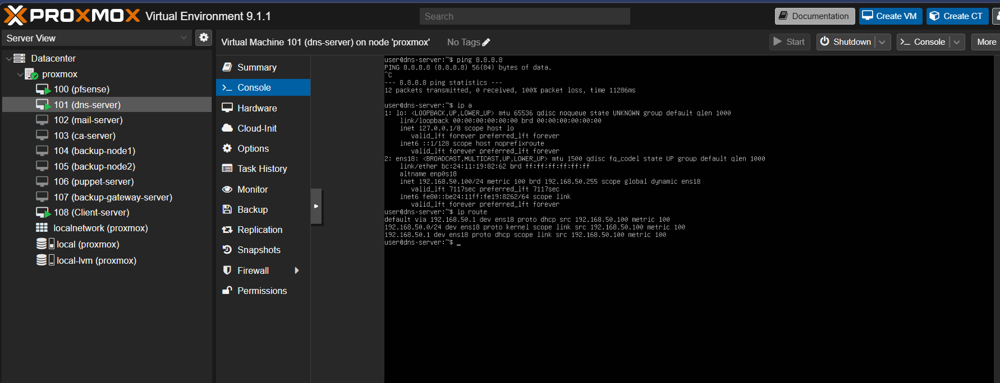 PROXMOX Virtual Environment 9.1.1
Search
Documentation
Create VM
Create CT
Server View
Virtual Machine 101 (dns-server) on node 'proxmox'
No Tags
Start
Shutdown
Console
More
Datacenter
proxmox
100 (pfsense)
101 (dns-server)
102 (mail-server)
103 (ca-server)
104 (backup-node1)
105 (backup-node2)
106 (puppet-server)
107 (backup-gateway-server)
108 (Client-server)
localnetwork (proxmox)
local (proxmox)
local-lvm (proxmox)
Summary
Console
Hardware
Cloud-Init
Options
Task History
Monitor
Backup
Replication
Snapshots
Firewall
Permissions
user@dns-server:~$ ping 8.8.8.8
PING 8.8.8.8 (8.8.8.8) 56(84) bytes of data.
^C
--- 8.8.8.8 ping statistics ---
12 packets transmitted, 0 received, 100% packet loss, time 11286ms
user@dns-server:~$ ip a
1: lo: <LOOPBACK,UP,LOWER_UP> mtu 65536 qdisc noqueue state UNKNOWN group default qlen 1000
link/loopback 00:00:00:00:00:00 brd 00:00:00:00:00:00
inet 127.0.0.1/8 scope host lo
valid_lft forever preferred_lft forever
inet6 ::1/128 scope host noprefixroute
valid_lft forever preferred_lft forever
2: ens18: <BROADCAST,MULTICAST,UP,LOWER_UP> mtu 1500 qdisc fq_codel state UP group default qlen 1000
link/ether bc:24:11:19:82:62 brd ff:ff:ff:ff:ff:ff
altname enp0s18
inet 192.168.50.100/24 metric 100 brd 192.168.50.255 scope global dynamic ens18
valid_lft 7117sec preferred_lft 7117sec
inet6 fe80::be24:11ff:fe19:8262/64 scope link
valid_lft forever preferred_lft forever
user@dns-server:~$ ip route
default via 192.168.50.1 dev ens18 proto dhcp src 192.168.50.100 metric 100
192.168.50.0/24 dev ens18 proto kernel scope link src 192.168.50.100 metric 100
192.168.50.1 dev ens18 proto dhcp scope link src 192.168.50.100 metric 100
user@dns-server:~$ _